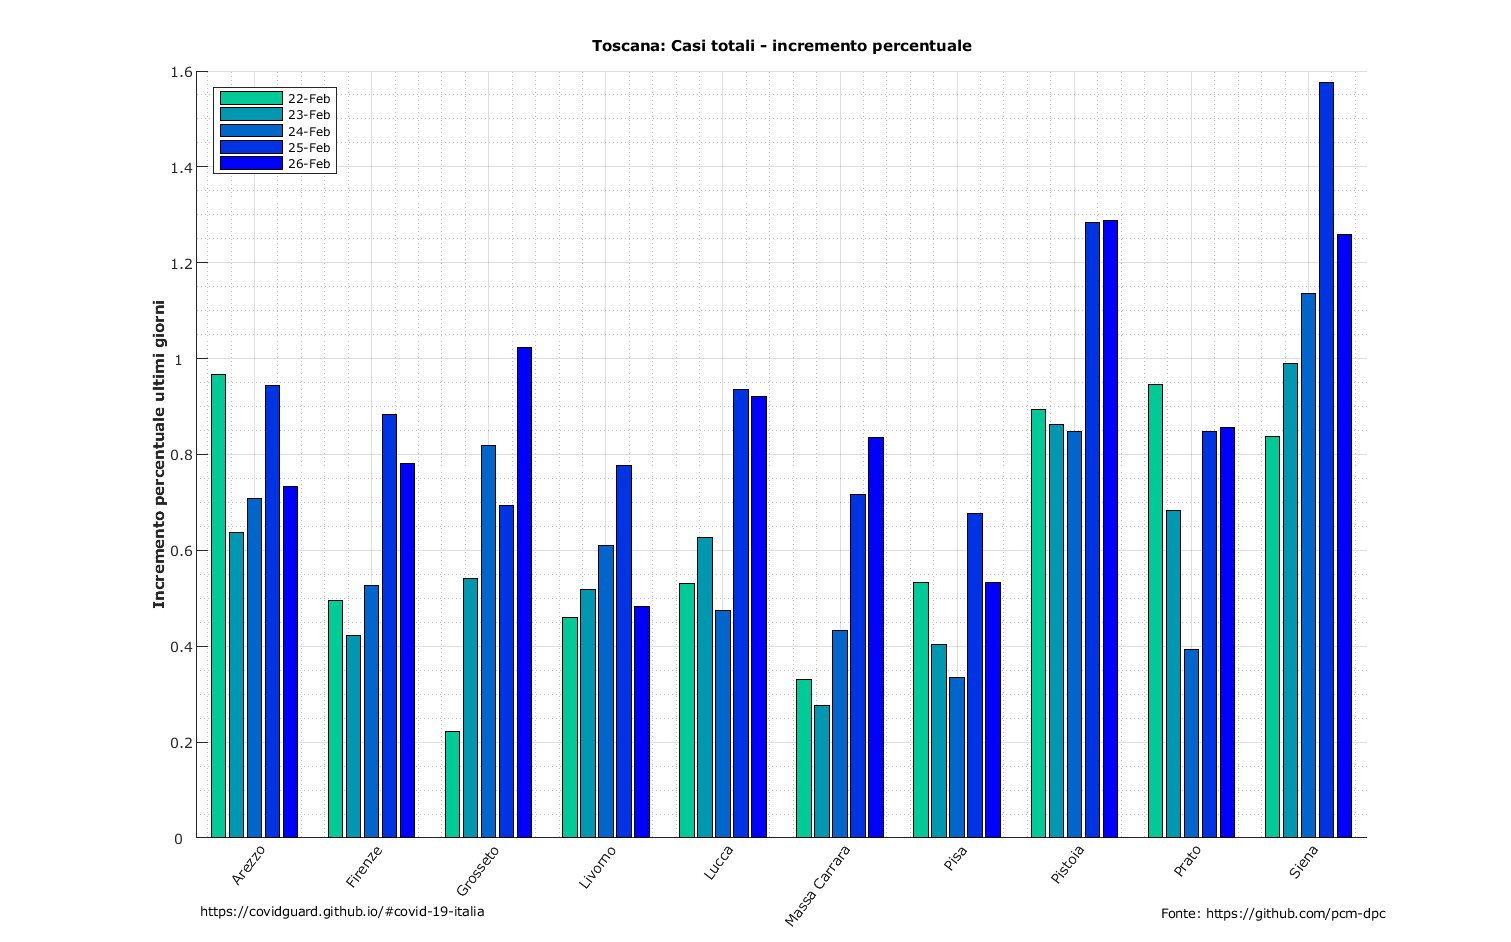 Toscana: Casi totali - incremento percentuale
22-Feb
23-Feb
24-Feb
25-Feb
26-Feb
Incremento percentuale ultimi giorni
1.6
1.4
1.2
1
0.8
0.6
0.4
0.2
0
Arezzo
Firenze
Grosseto
Livorno
Lucca
Massa Carrara
Pisa
Pistoia
Prato
Siena
https://covidguard.github.io/#covid-19-italia
Fonte: https://github.com/pcm-dpc